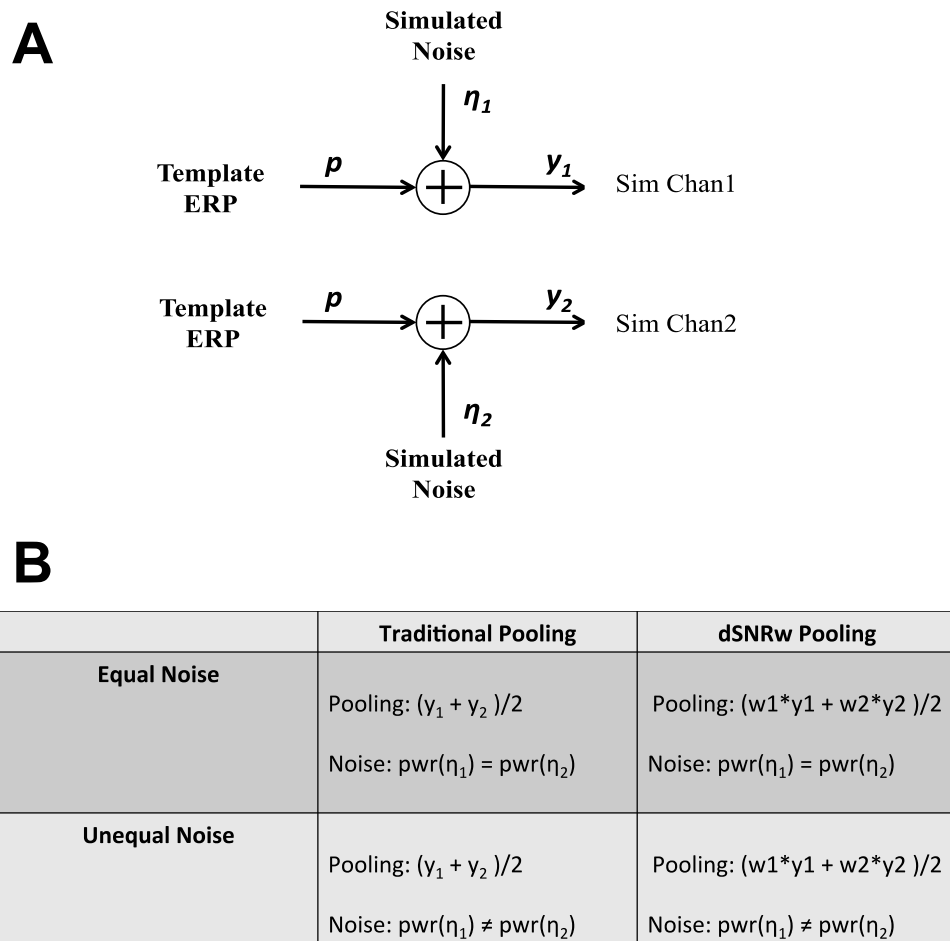 A
Simulated
Noise
η₁
Template
ERP
p
y₁
Sim Chan1
Template
ERP
p
y₂
Sim Chan2
η₂
Simulated
Noise
B
Traditional Pooling
dSNRw Pooling
Equal Noise
Pooling: (y₁ + y₂ )/2
Pooling: (w1*y1 + w2*y2 )/2
Noise: pwr(η₁) = pwr(η₂)
Noise: pwr(η₁) = pwr(η₂)
Unequal Noise
Pooling: (y₁ + y₂ )/2
Pooling: (w1*y1 + w2*y2 )/2
Noise: pwr(η₁) ≠ pwr(η₂)
Noise: pwr(η₁) ≠ pwr(η₂)